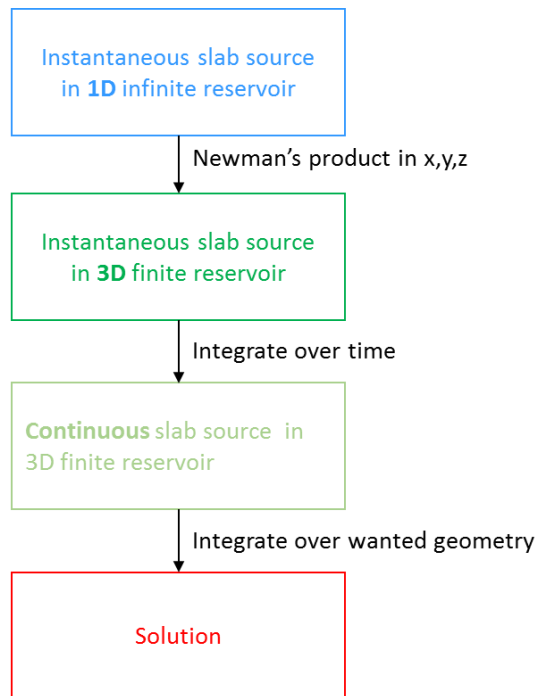 Instantaneous slab source
in 1D infinite reservoir
Newman's product in x,y,z
Instantaneous slab source
in 3D finite reservoir
Integrate over time
Continuous slab source in
3D finite reservoir
Integrate over wanted geometry
Solution